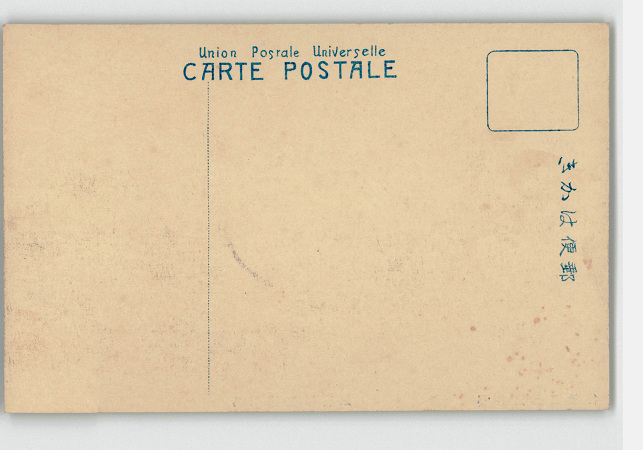 Union Postale Universelle
CARTE POSTALE
郵便はかき